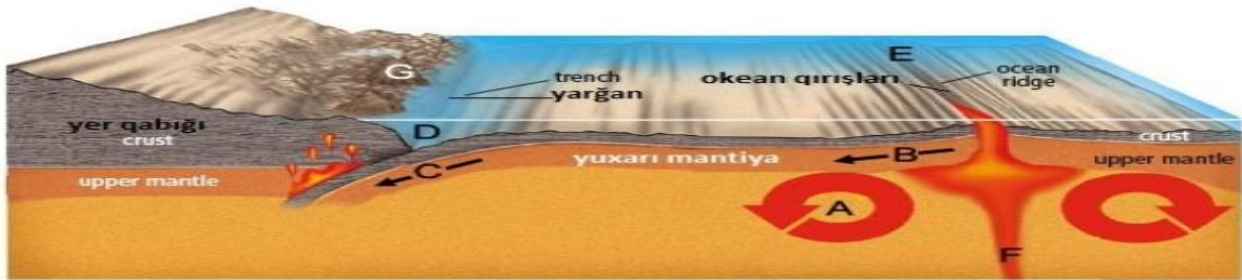 E
G
trench
yarğan
okean qırışları
ocean
ridge
yer qabığı
crust
D
crust
C
yuxarı mantiya
B
upper mantle
upper mantle
A
F